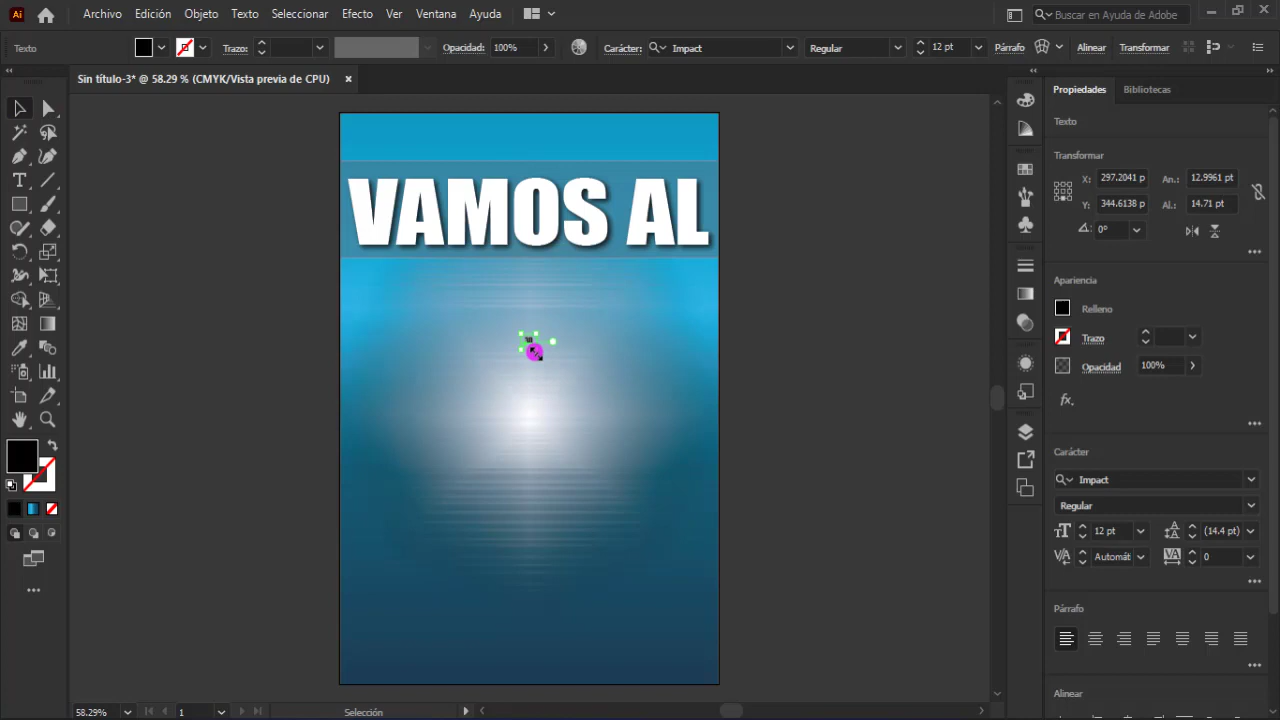 Ai
Archivo Edición Objeto Texto Seleccionar Efecto Ver Ventana Ayuda
Buscar en Ayuda de Adobe
Texto
Trazo:
Opacidad: 100%
Carácter: Impact
Regular
12 pt
Párrafo
Alinear
Transformar
Sin título-3* @ 58.29 % (CMYK/Vista previa de CPU)
VAMOS AL
Propiedades
Bibliotecas
Texto
Transformar
X: 297.2041 p An.: 12.9961 pt
Y: 344.6138 p Al.: 14.71 pt
0°
Apariencia
Relleno
Trazo
Opacidad 100%
fx.
Carácter
Impact
Regular
12 pt (14.4 pt)
Automát 0
Párrafo
Alinear
58.29% 1 Selección